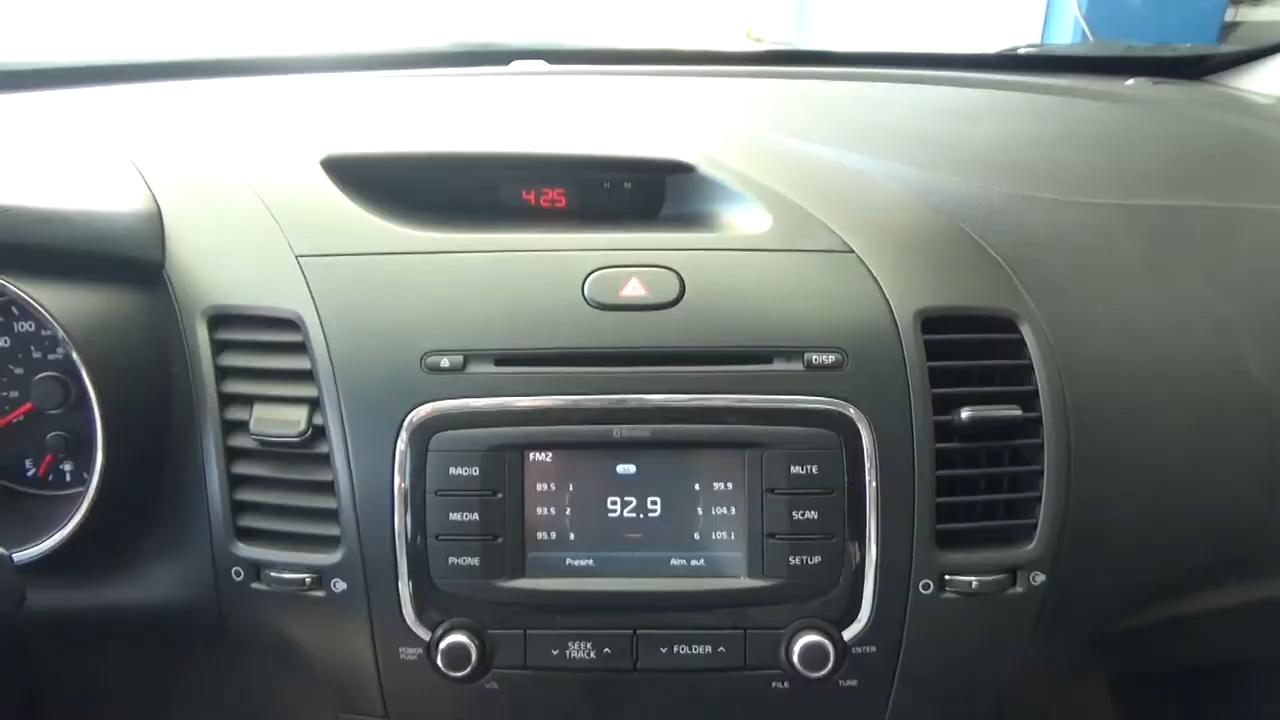 H M
4:25
100
DISP
E
FM2
RADIO
MUTE
89.5 1
4 99.9
92.9
MEDIA
93.5 2
5 104.3
SCAN
95.9 3
6 105.1
PHONE
Presint.
Alm. aut.
SETUP
POWER
PUSH
SEEK
TRACK
FOLDER
ENTER
VOL
FILE
TUNE